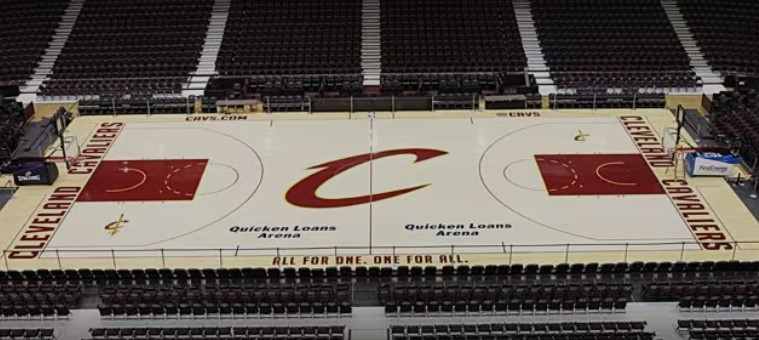 CAVS.COM
@CAVS
CLEVELAND CAVALIERS
CLEVELAND CAVALIERS
C
Quicken Loans
Arena
Quicken Loans
Arena
ALL FOR ONE. ONE FOR ALL.
SPALDING
FirstEnergy